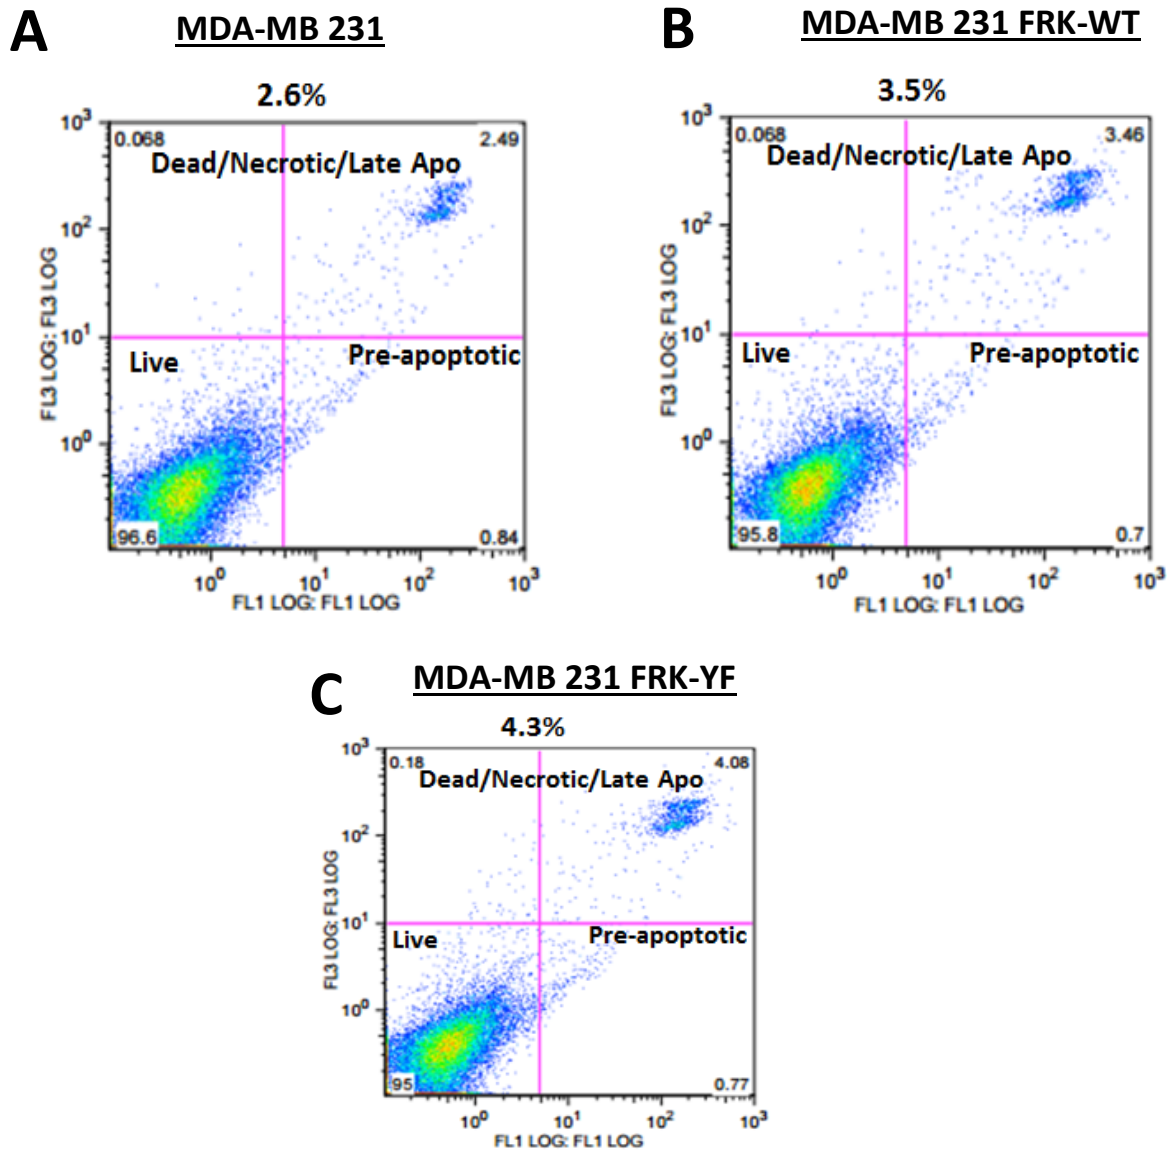 A
MDA-MB 231
2.6%
10³
0.068
2.49
Dead/Necrotic/Late Apo
10²
FL3 LOG: FL3 LOG
10¹
Live
Pre-apoptotic
10⁰
96.6
0.84
10⁰ 10¹ 10² 10³
FL1 LOG: FL1 LOG
B
MDA-MB 231 FRK-WT
3.5%
10³
0.068
3.46
Dead/Necrotic/Late Apo
10²
FL3 LOG: FL3 LOG
10¹
Live
Pre-apoptotic
10⁰
95.8
0.7
10⁰ 10¹ 10² 10³
FL1 LOG: FL1 LOG
C
MDA-MB 231 FRK-YF
4.3%
10³
0.18
4.08
Dead/Necrotic/Late Apo
10²
FL3 LOG: FL3 LOG
10¹
Live
Pre-apoptotic
10⁰
95
0.77
10⁰ 10¹ 10² 10³
FL1 LOG: FL1 LOG